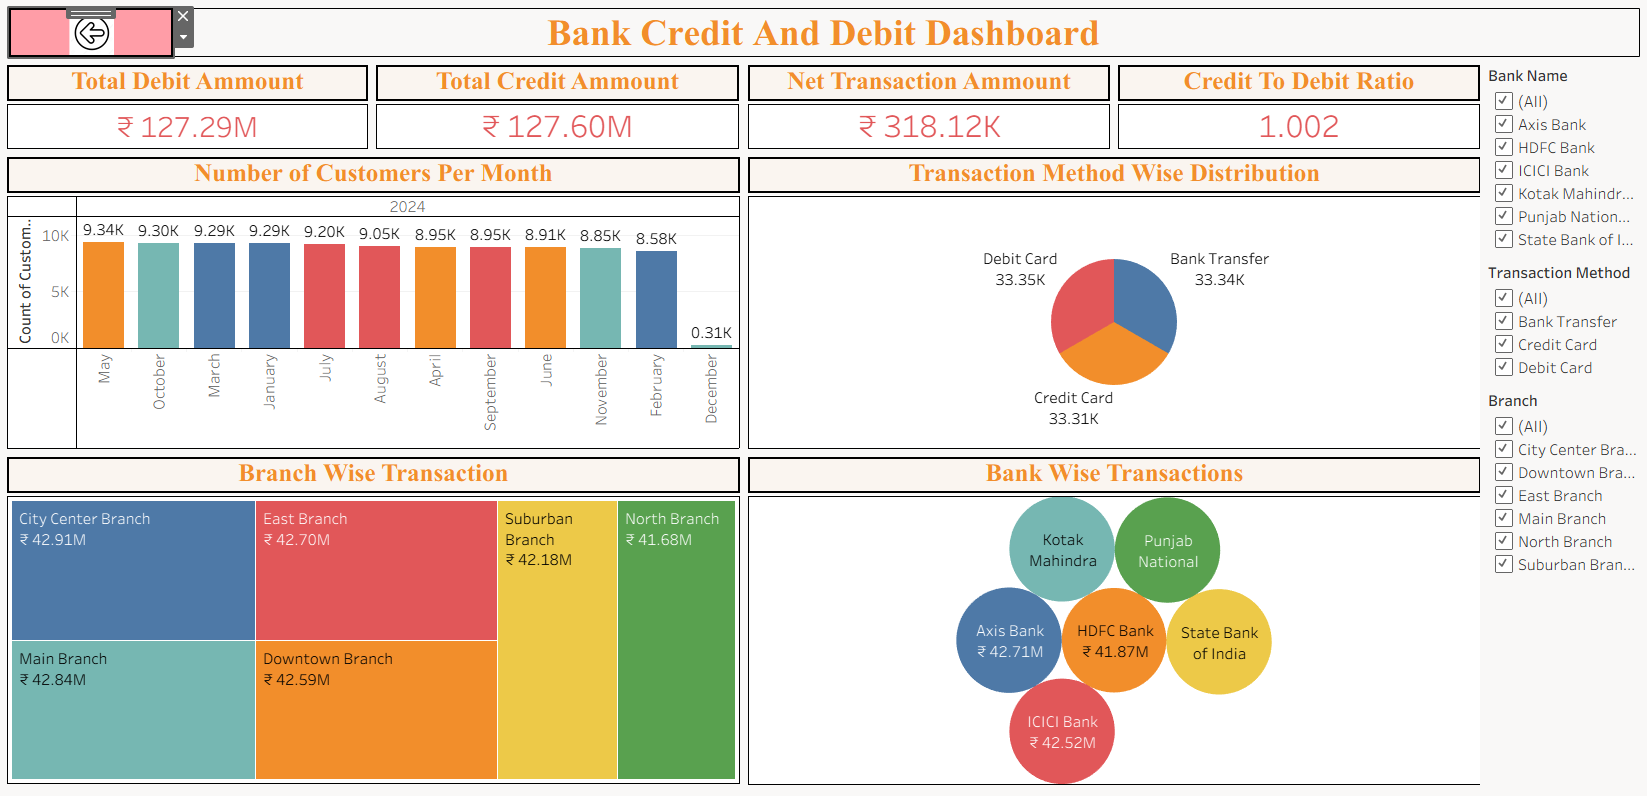 Bank Credit And Debit Dashboard
Total Debit Ammount
Total Credit Ammount
Net Transaction Ammount
Credit To Debit Ratio
₹ 127.29M
₹ 127.60M
₹ 318.12K
1.002
Number of Customers Per Month
2024
Count of Custom..
10K
5K
0K
9.34K
9.30K
9.29K
9.29K
9.20K
9.05K
8.95K
8.95K
8.91K
8.85K
8.58K
0.31K
May
October
March
January
July
August
April
September
June
November
February
December
Transaction Method Wise Distribution
Debit Card
33.35K
Bank Transfer
33.34K
Credit Card
33.31K
Branch Wise Transaction
City Center Branch
₹ 42.91M
East Branch
₹ 42.70M
Suburban
Branch
₹ 42.18M
North Branch
₹ 41.68M
Main Branch
₹ 42.84M
Downtown Branch
₹ 42.59M
Bank Wise Transactions
Kotak
Mahindra
Punjab
National
Axis Bank
₹ 42.71M
HDFC Bank
₹ 41.87M
State Bank
of India
ICICI Bank
₹ 42.52M
Bank Name
(All)
Axis Bank
HDFC Bank
ICICI Bank
Kotak Mahindr...
Punjab Nation...
State Bank of I...
Transaction Method
(All)
Bank Transfer
Credit Card
Debit Card
Branch
(All)
City Center Bra...
Downtown Bra...
East Branch
Main Branch
North Branch
Suburban Bran...